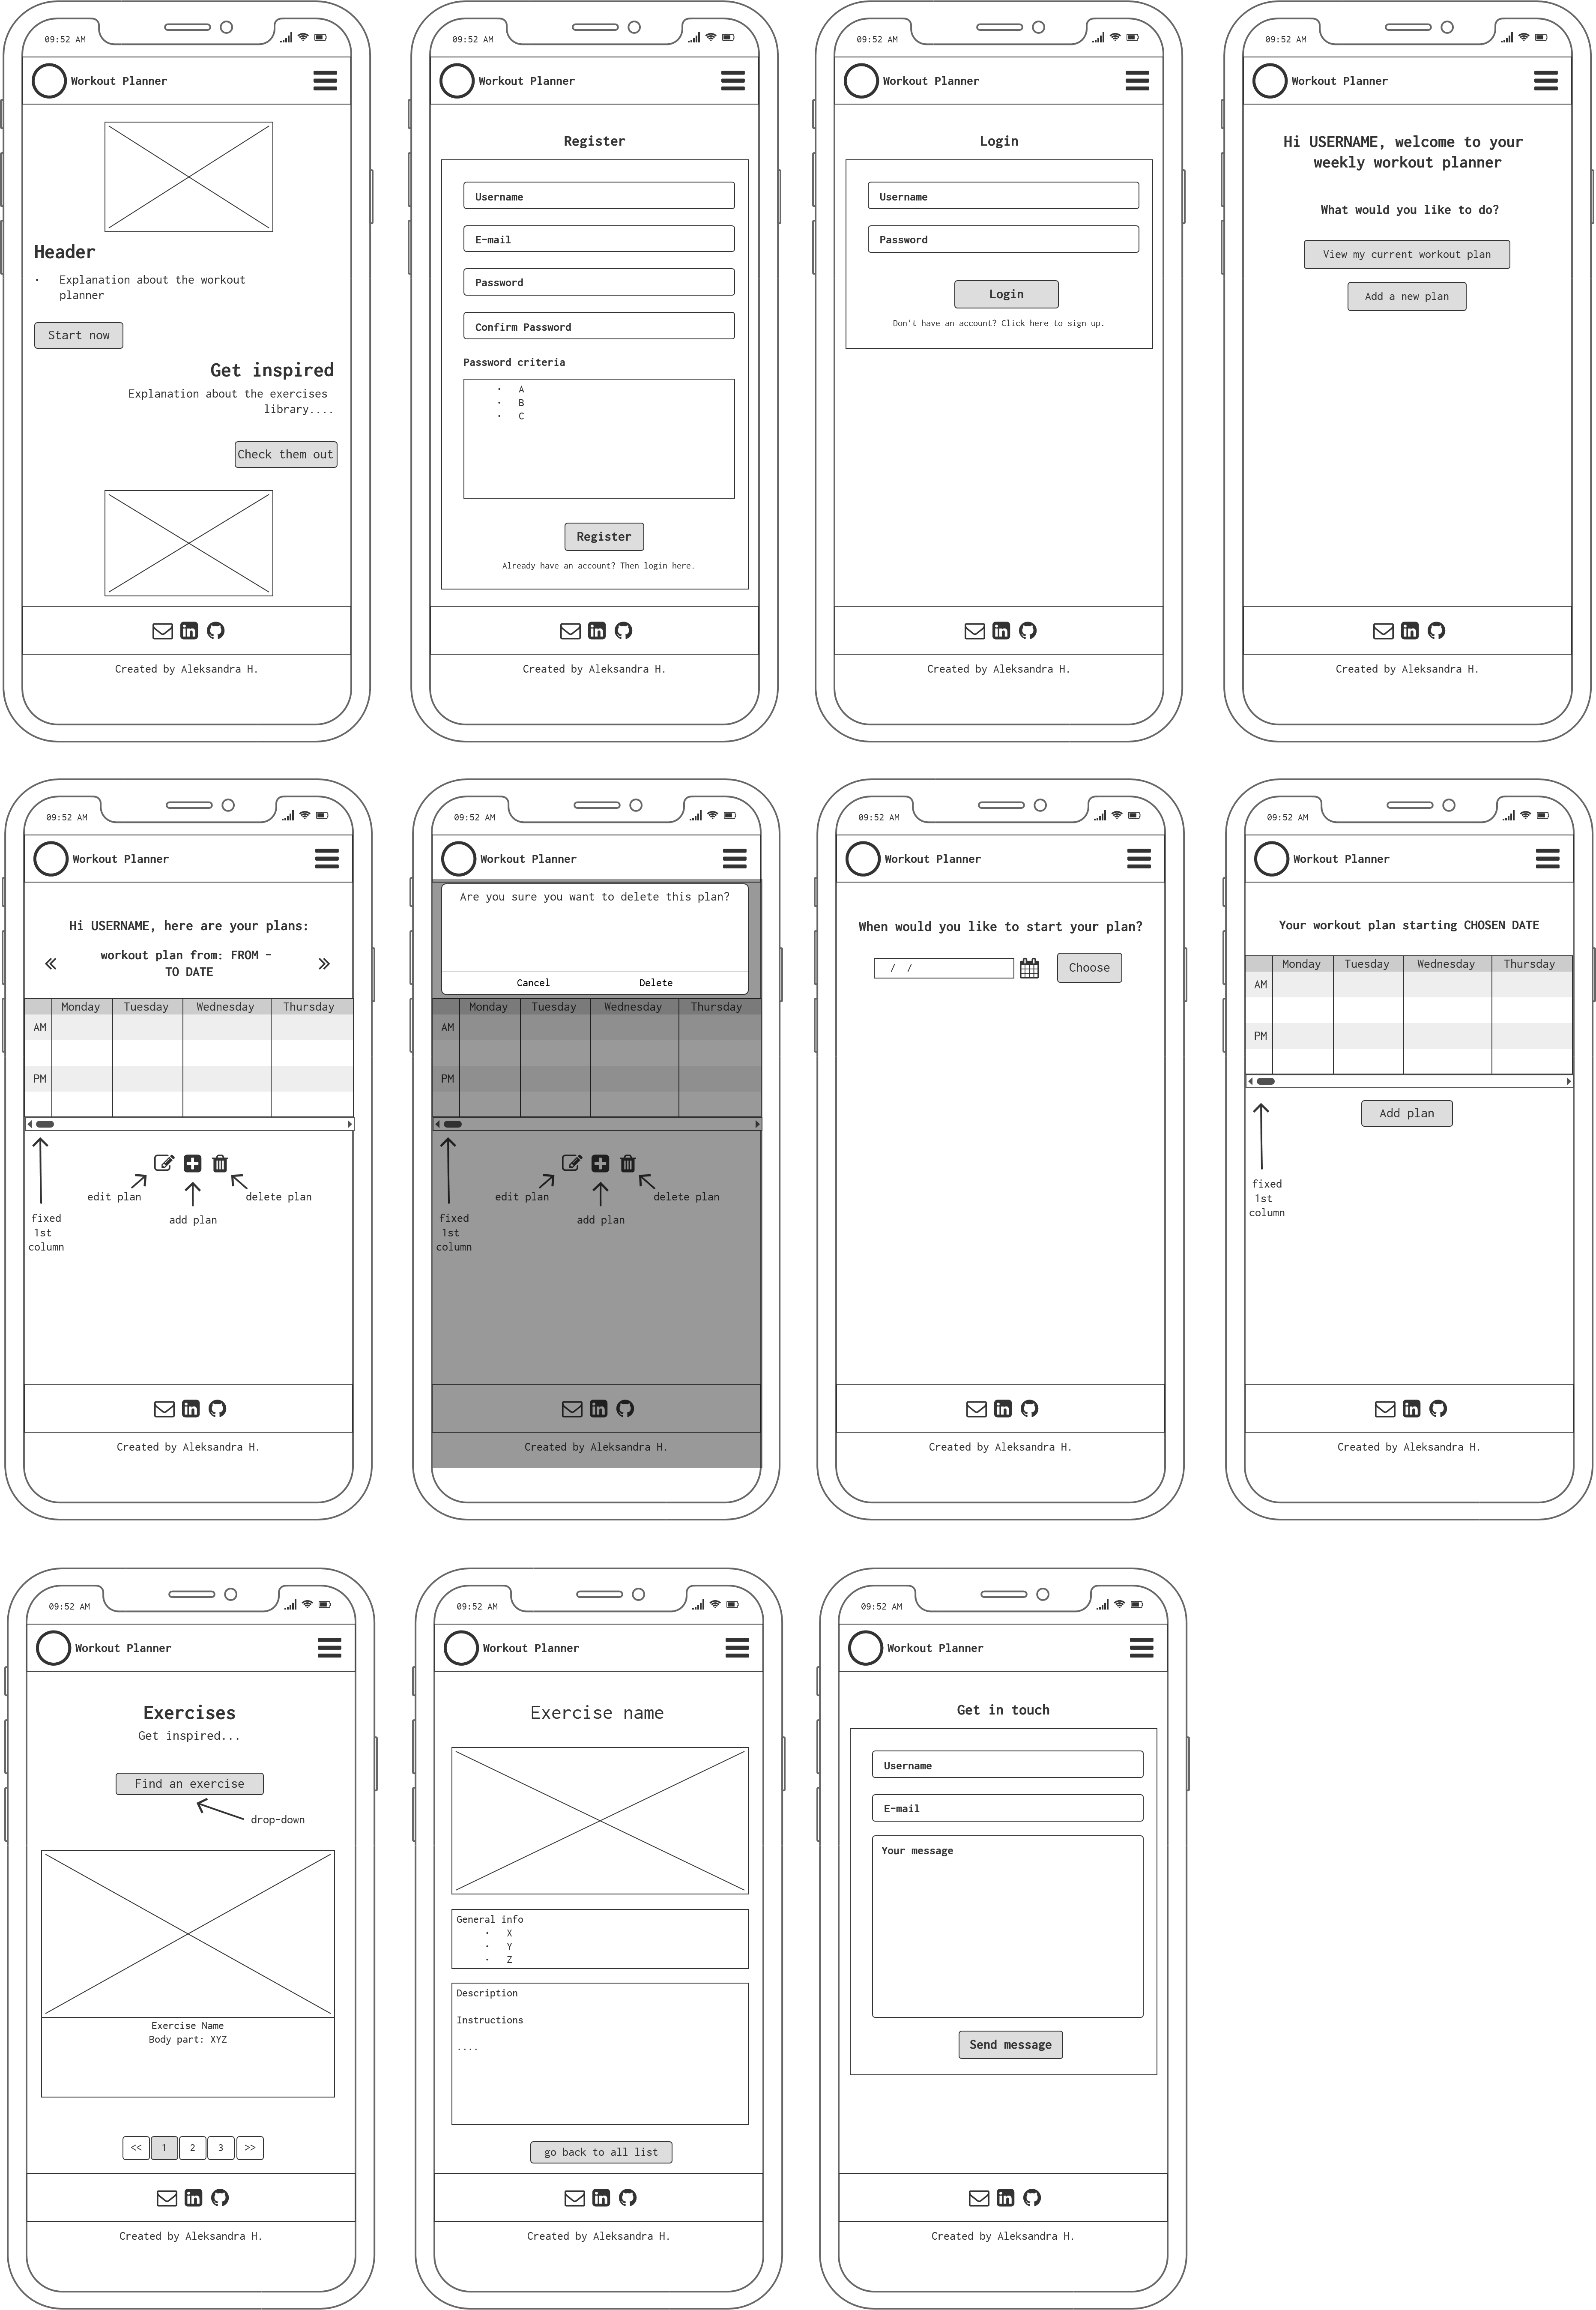 09:52 AM
Workout Planner
Header
· Explanation about the workout
planner
Start now
Get inspired
Explanation about the exercises
library....
Check them out
Created by Aleksandra H.
09:52 AM
Workout Planner
Register
Username
E-mail
Password
Confirm Password
Password criteria
· A
· B
· C
Register
Already have an account? Then login here.
in
Created by Aleksandra H.
09:52 AM
Workout Planner
Login
Username
Password
Login
Don't have an account? Click here to sign up.
in
Created by Aleksandra H.
09:52 AM
Workout Planner
Hi USERNAME, welcome to your
weekly workout planner
What would you like to do?
View my current workout plan
Add a new plan
in
Created by Aleksandra H.
09:52 AM
Workout Planner
Hi USERNAME, here are your plans:
« workout plan from: FROM – »
TO DATE
Monday Tuesday Wednesday Thursday
AM
PM
edit plan delete plan
add plan
fixed
1st
column
in
Created by Aleksandra H.
09:52 AM
Workout Planner
Are you sure you want to delete this plan?
Cancel Delete
Monday Tuesday Wednesday Thursday
AM
PM
edit plan delete plan
add plan
fixed
1st
column
in
Created by Aleksandra H.
09:52 AM
Workout Planner
When would you like to start your plan?
/ / Choose
in
Created by Aleksandra H.
09:52 AM
Workout Planner
Your workout plan starting CHOSEN DATE
Monday Tuesday Wednesday Thursday
AM
PM
Add plan
fixed
1st
column
in
Created by Aleksandra H.
09:52 AM
Workout Planner
Exercises
Get inspired...
Find an exercise
drop-down
Exercise Name
Body part: XYZ
<< 1 2 3 >>
in
Created by Aleksandra H.
09:52 AM
Workout Planner
Exercise name
General info
· X
· Y
· Z
Description
Instructions
....
go back to all list
in
Created by Aleksandra H.
09:52 AM
Workout Planner
Get in touch
Username
E-mail
Your message
Send message
in
Created by Aleksandra H.